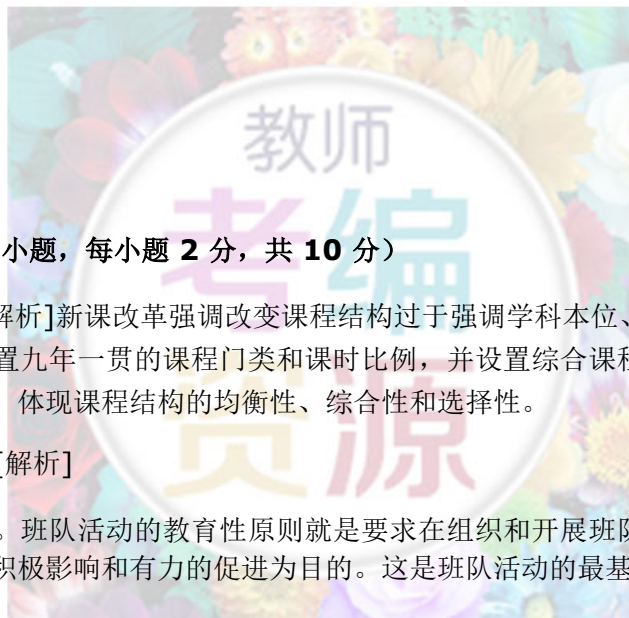 教师
考编
资源
小题，每小题 2 分，共 10 分）
解析]新课改革强调改变课程结构过于强调学科本位、
置九年一贯的课程门类和课时比例，并设置综合课程
，体现课程结构的均衡性、综合性和选择性。
[解析]
。班队活动的教育性原则就是要求在组织和开展班队
积极影响和有力的促进为目的。这是班队活动的最基